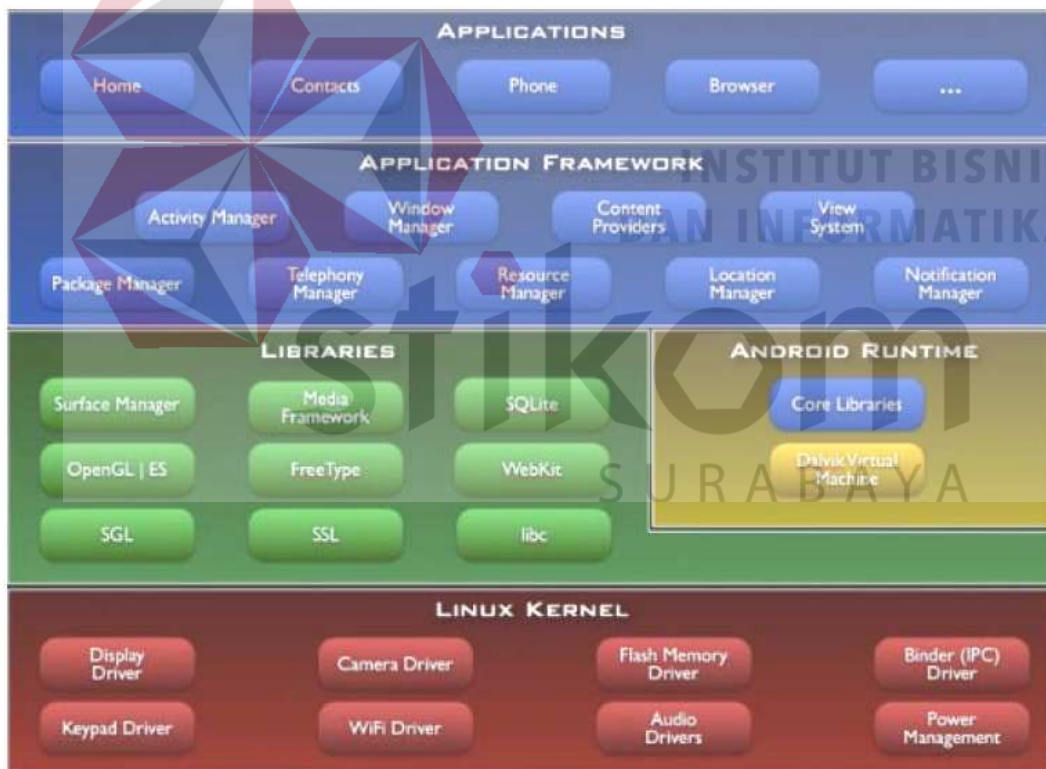 APPLICATIONS
Home
Contacts
Phone
Browser
...
APPLICATION FRAMEWORK
INSTITUT BISNI
DAN INFORMATIKA
Activity Manager
Window
Manager
Content
Providers
View
System
Package Manager
Telephony
Manager
Resource
Manager
Location
Manager
Notification
Manager
stikom
SURABAYA
LIBRARIES
Surface Manager
Media
Framework
SQLite
OpenGL | ES
FreeType
WebKit
SGL
SSL
libc
ANDROID RUNTIME
Core Libraries
Dalvik Virtual
Machine
LINUX KERNEL
Display
Driver
Camera Driver
Flash Memory
Driver
Binder (IPC)
Driver
Keypad Driver
WiFi Driver
Audio
Drivers
Power
Management